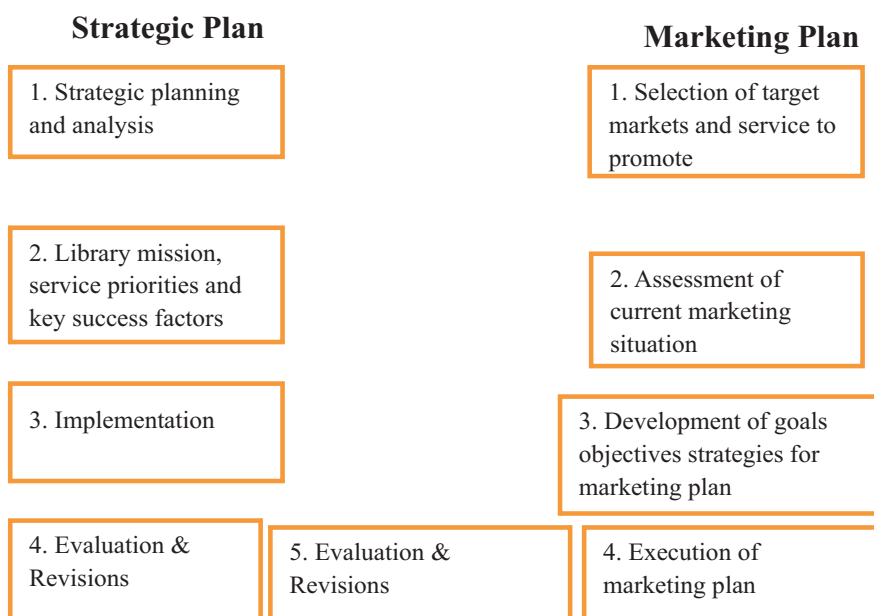 Strategic Plan
1. Strategic planning
and analysis
2. Library mission,
service priorities and
key success factors
3. Implementation
4. Evaluation &
Revisions
5. Evaluation &
Revisions
Marketing Plan
1. Selection of target
markets and service to
promote
2. Assessment of
current marketing
situation
3. Development of goals
objectives strategies for
marketing plan
4. Execution of
marketing plan